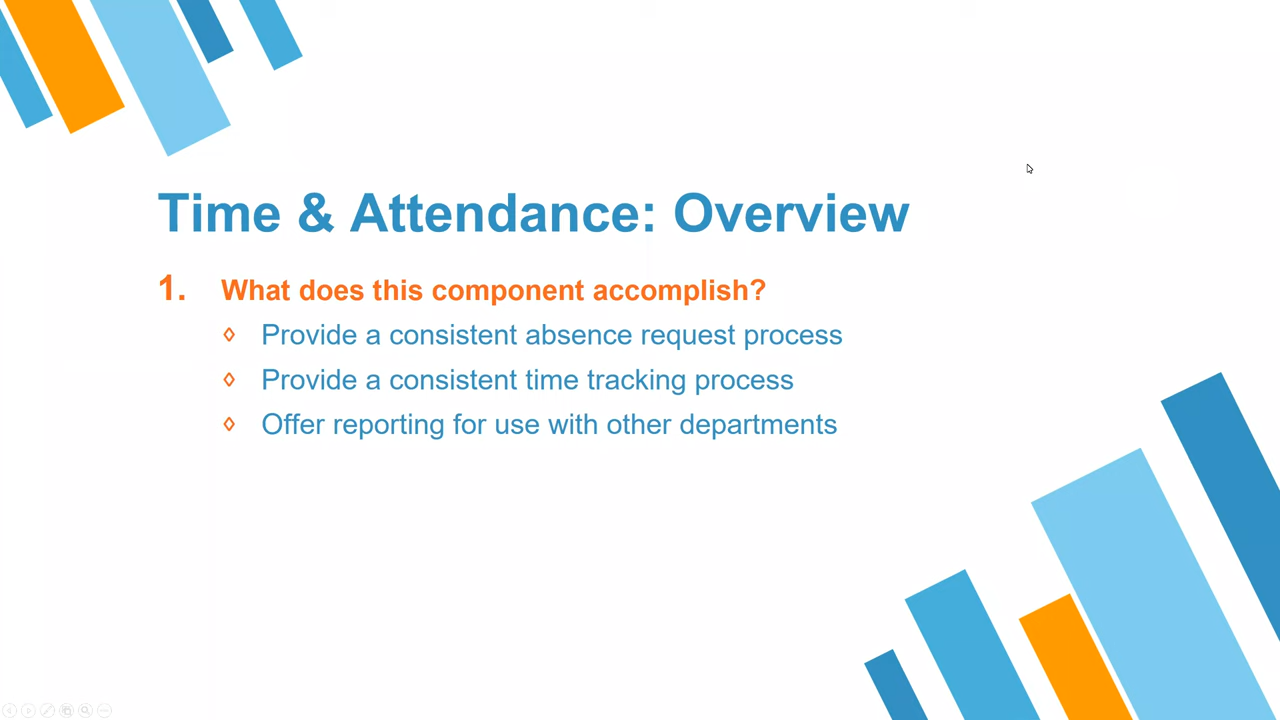 Time & Attendance: Overview
1. What does this component accomplish?
◊ Provide a consistent absence request process
◊ Provide a consistent time tracking process
◊ Offer reporting for use with other departments